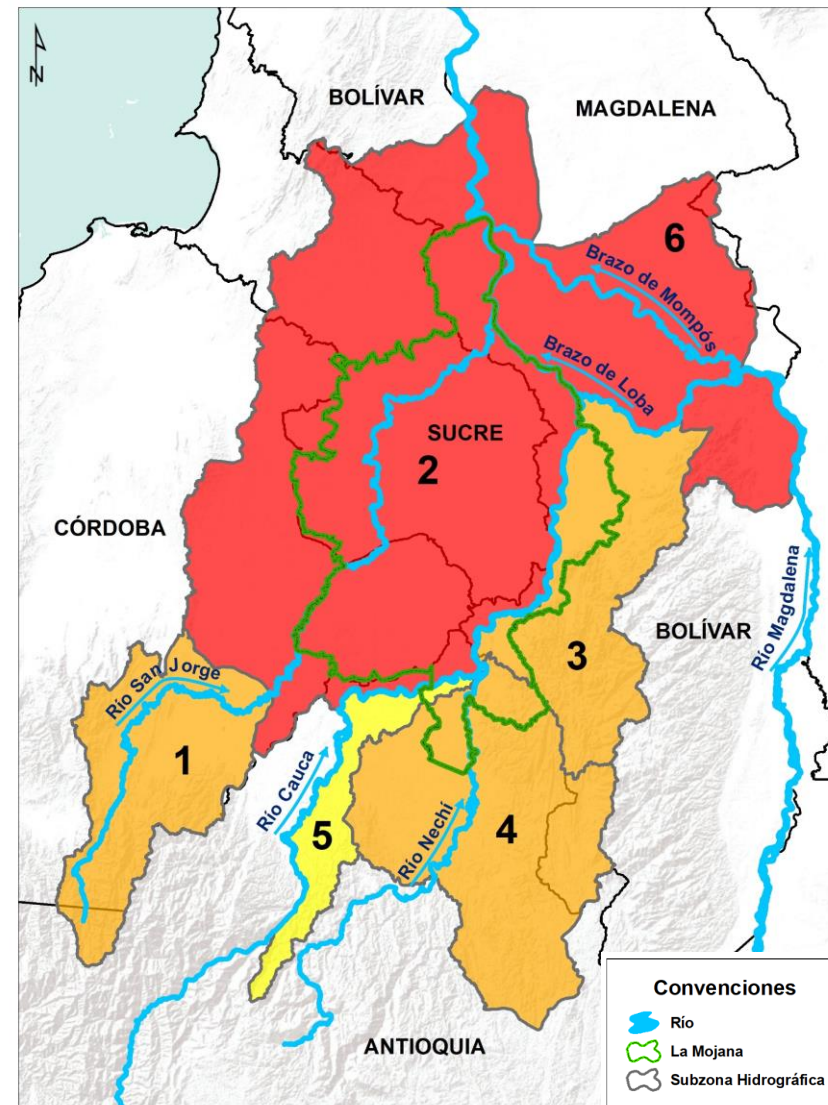 N
BOLÍVAR
MAGDALENA
6
Brazo de Mompós
Brazo de Loba
SUCRE
2
CÓRDOBA
Río Magdalena
BOLÍVAR
3
Río San Jorge
1
Río Cauca
5
Río Nechí
4
ANTIOQUIA
Convenciones
Río
La Mojana
Subzona Hidrográfica